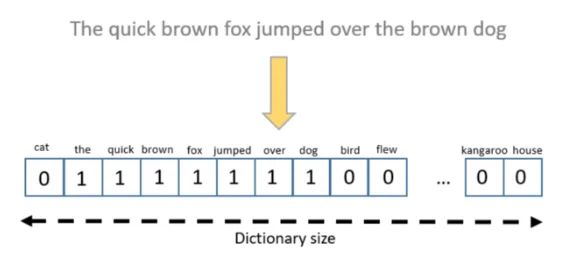 The quick brown fox jumped over the brown dog
cat the quick brown fox jumped over dog bird flew kangaroo house
0 1 1 1 1 1 1 1 0 0 ... 0 0
Dictionary size